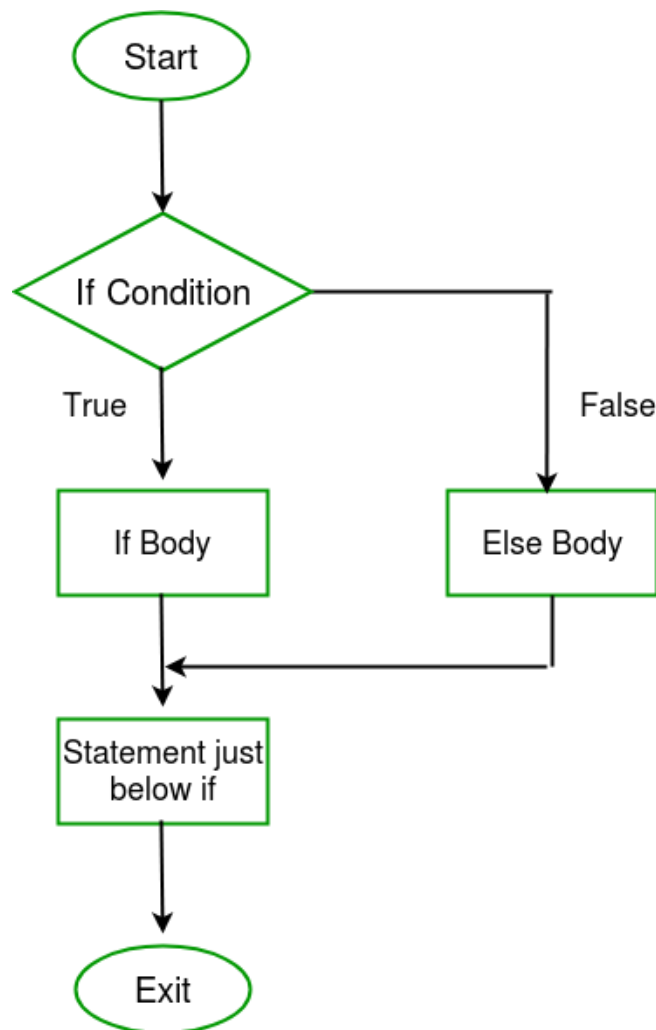 Start
If Condition
True
False
If Body
Else Body
Statement just
below if
Exit